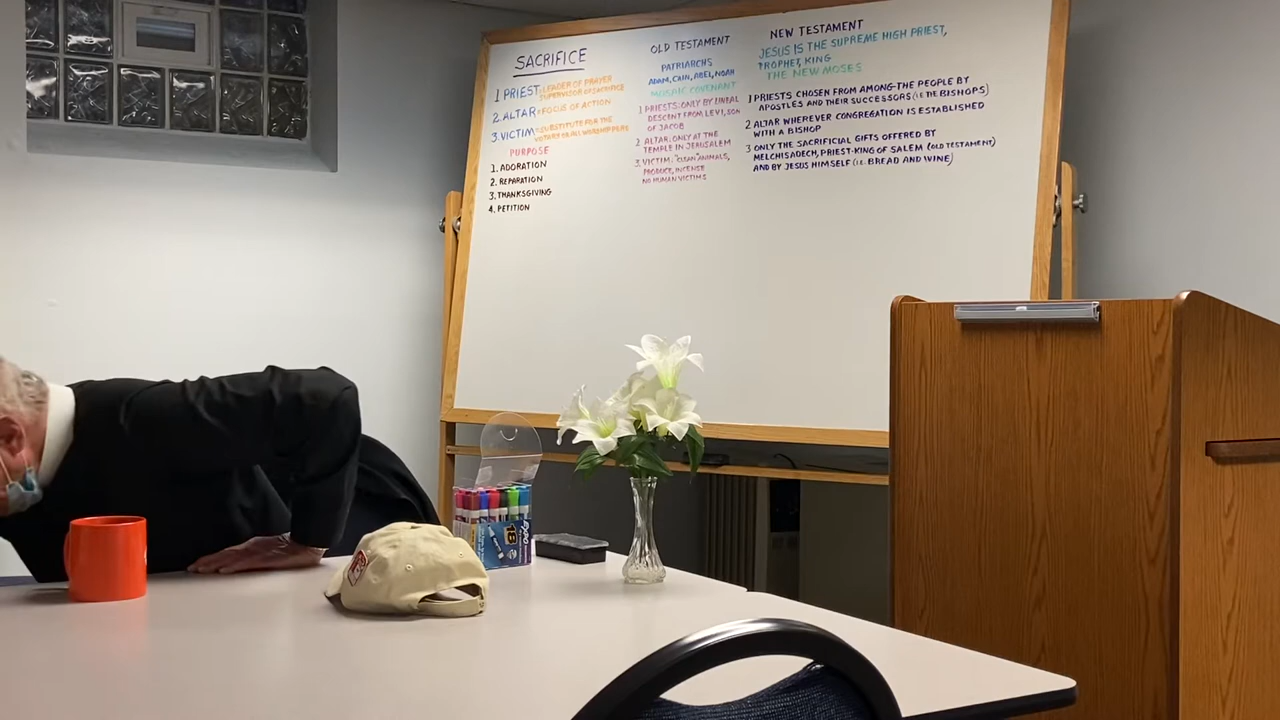 SACRIFICE
1 PRIEST: LEADER OF PRAYER
SUPERVISOR OF SACRIFICE
2. ALTAR = FOCUS OF ACTION
3. VICTIM = SUBSTITUTE FOR THE
OR ALL WORSHIPPERS
PURPOSE
1. ADORATION
2. REPARATION
3. THANKSGIVING
4. PETITION
OLD TESTAMENT
PATRIARCHS
ADAM, CAIN, ABEL, NOAH
MOSAIC COVENANT
1 PRIESTS: ONLY BY LINEAL
DESCENT FROM LEVI, SON
OF JACOB
2 ALTAR: ONLY AT THE
TEMPLE IN JERUSALEM
3 VICTIM: "CLEAN" ANIMALS,
PRODUCE, INCENSE
NO HUMAN VICTIMS
NEW TESTAMENT
JESUS IS THE SUPREME HIGH PRIEST,
PROPHET, KING
THE NEW MOSES
1 PRIESTS CHOSEN FROM AMONG THE PEOPLE BY
APOSTLES AND THEIR SUCCESSORS (i.e. THE BISHOPS)
2 ALTAR WHEREVER CONGREGATION IS ESTABLISHED
WITH A BISHOP
3 ONLY THE SACRIFICIAL GIFTS OFFERED BY
MELCHISADECH, PRIEST-KING OF SALEM (OLD TESTAMENT)
AND BY JESUS HIMSELF (i.e. BREAD AND WINE)
EXPO
18